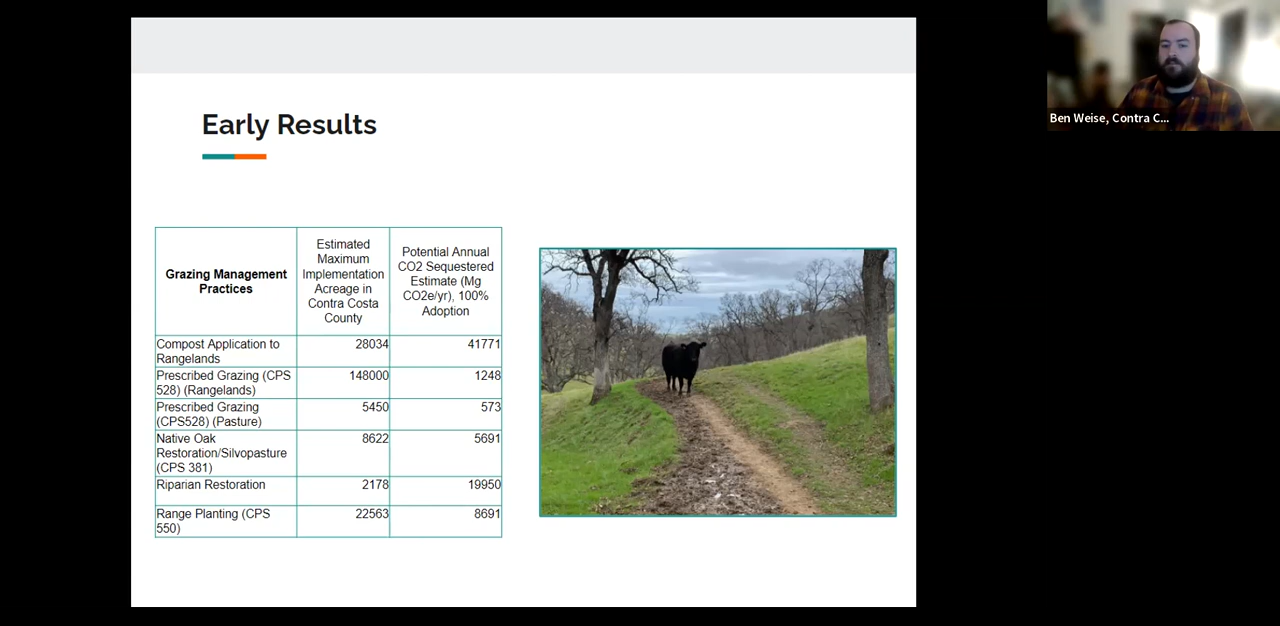 Early Results
Grazing Management
Practices
Estimated
Maximum
Implementation
Acreage in
Contra Costa
County
Potential Annual
CO2 Sequestered
Estimate (Mg
CO2e/yr), 100%
Adoption
Compost Application to
Rangelands
28034
41771
Prescribed Grazing (CPS
528) (Rangelands)
148000
1248
Prescribed Grazing
(CPS528) (Pasture)
5450
573
Native Oak
Restoration/Silvopasture
(CPS 381)
8622
5691
Riparian Restoration
2178
19950
Range Planting (CPS
550)
22563
8691
Ben Weise, Contra C...